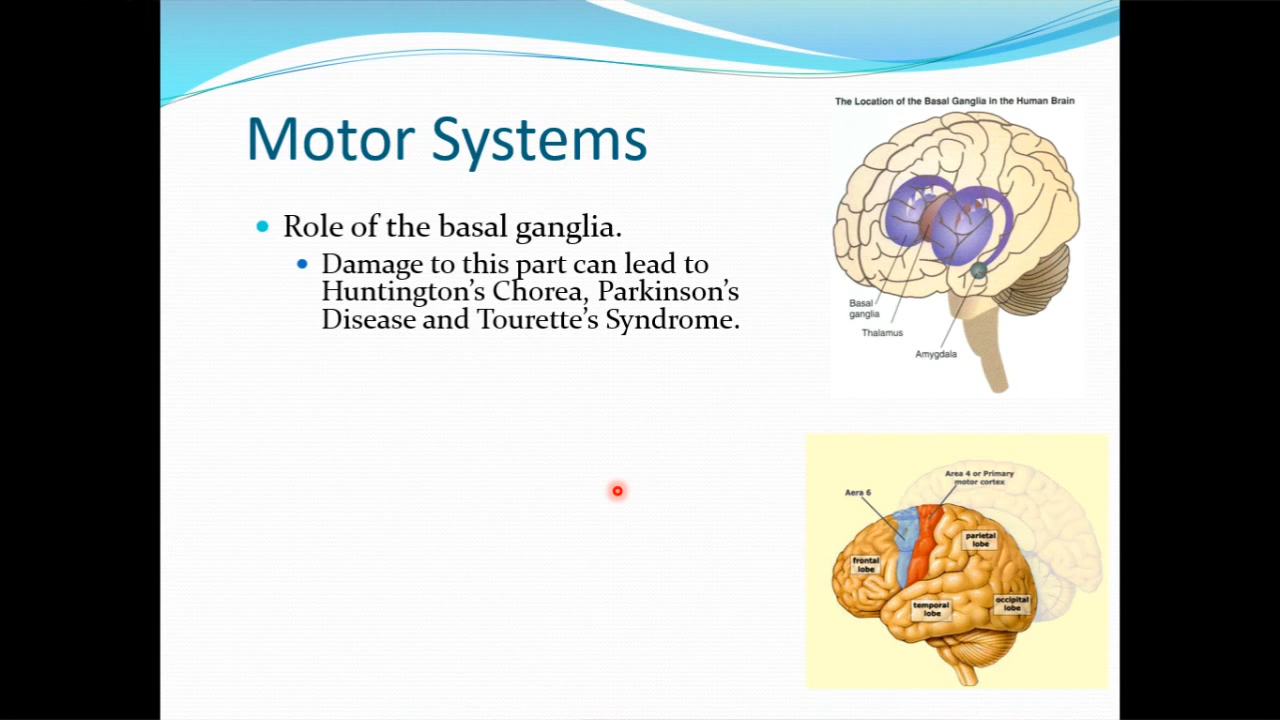 Motor Systems
Role of the basal ganglia.
Damage to this part can lead to
Huntington's Chorea, Parkinson's
Disease and Tourette's Syndrome.
The Location of the Basal Ganglia in the Human Brain
Basal
ganglia
Thalamus
Amygdala
Area 4 or Primary
motor cortex
Aera 6
parietal
lobe
frontal
lobe
temporal
lobe
occipital
lobe